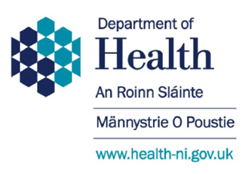 Department of
Health
An Roinn Sláinte
Männystrie O Poustie
www.health-ni.gov.uk